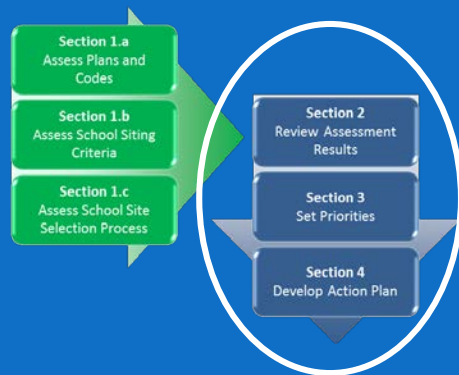 Section 1.a
Assess Plans and
Codes
Section 1.b
Assess School Siting
Criteria
Section 1.c
Assess School Site
Selection Process
Section 2
Review Assessment
Results
Section 3
Set Priorities
Section 4
Develop Action Plan